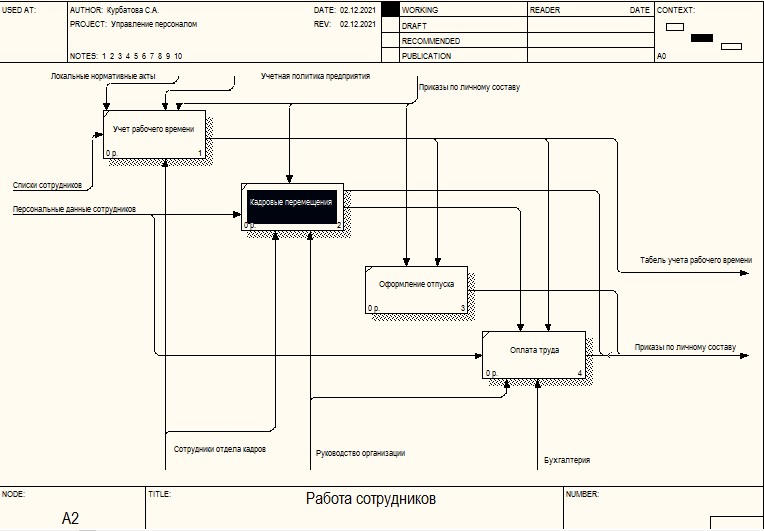 USED AT:
AUTHOR: Курбатова С.А.
DATE: 02.12.2021
WORKING
READER
DATE
CONTEXT:
PROJECT: Управление персоналом
REV: 02.12.2021
DRAFT
RECOMMENDED
NOTES: 1 2 3 4 5 6 7 8 9 10
PUBLICATION
A0
Локальные нормативные акты
Учетная политика предприятия
Приказы по личному составу
Учет рабочего времени
0 р.
1
Списки сотрудников
Кадровые перемещения
0 р.
2
Персональные данные сотрудников
Табель учета рабочего времени
Оформление отпуска
0 р.
3
Оплата труда
0 р.
4
Приказы по личному составу
Сотрудники отдела кадров
Руководство организации
Бухгалтерия
NODE:
TITLE:
NUMBER:
A2
Работа сотрудников